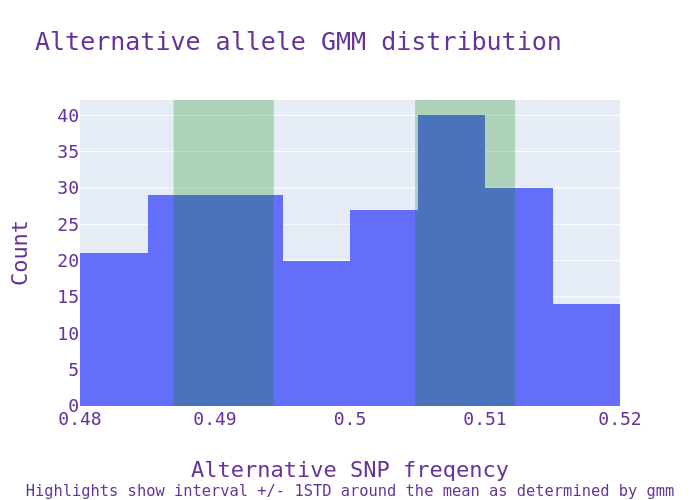 Alternative allele GMM distribution
Count
40
35
30
25
20
15
10
5
0
0.48 0.49 0.5 0.51 0.52
Alternative SNP freqency
Highlights show interval +/- 1STD around the mean as determined by gmm